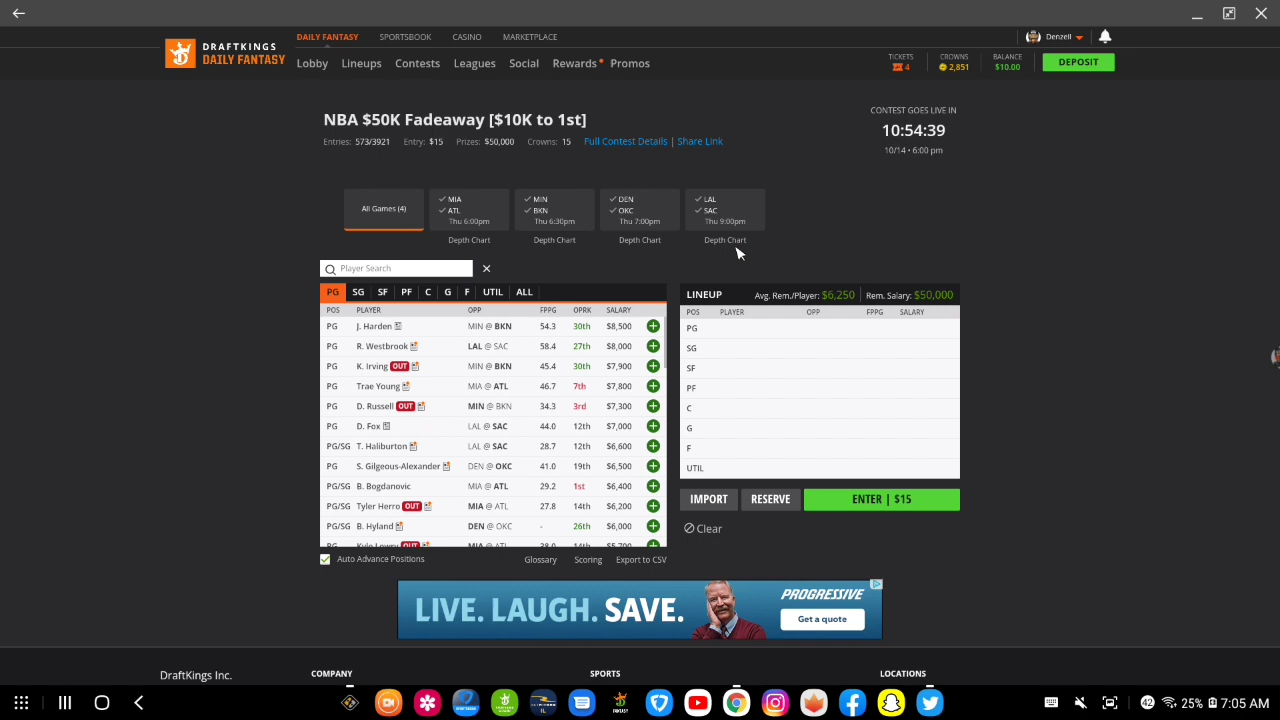 DRAFTKINGS
DAILY FANTASY
DAILY FANTASY SPORTSBOOK CASINO MARKETPLACE
Denzell
Lobby Lineups Contests Leagues Social Rewards Promos
TICKETS 4
CROWNS 2,851
BALANCE $10.00
DEPOSIT
NBA $50K Fadeaway [$10K to 1st]
Entries: 573/3921 Entry: $15 Prizes: $50,000 Crowns: 15 Full Contest Details | Share Link
CONTEST GOES LIVE IN
10:54:39
10/14 • 6:00 pm
All Games (4)
MIA
ATL
Thu 6:00pm
Depth Chart
MIN
BKN
Thu 6:30pm
Depth Chart
DEN
OKC
Thu 7:00pm
Depth Chart
LAL
SAC
Thu 9:00pm
Depth Chart
Player Search
PG SG SF PF C G F UTIL ALL
POS PLAYER OPP FPPG OPRK SALARY
PG J. Harden MIN @ BKN 54.3 30th $8,500
PG R. Westbrook LAL @ SAC 58.4 27th $8,000
PG K. Irving OUT MIN @ BKN 45.4 30th $7,900
PG Trae Young MIA @ ATL 46.7 7th $7,800
PG D. Russell OUT MIN @ BKN 34.3 3rd $7,300
PG D. Fox LAL @ SAC 44.0 12th $7,000
PG/SG T. Haliburton LAL @ SAC 28.7 12th $6,600
PG S. Gilgeous-Alexander DEN @ OKC 41.0 19th $6,500
PG/SG B. Bogdanovic MIA @ ATL 29.2 1st $6,400
PG/SG Tyler Herro OUT MIA @ ATL 27.8 14th $6,200
PG/SG B. Hyland DEN @ OKC - 26th $6,000
LINEUP Avg. Rem./Player: $6,250 Rem. Salary: $50,000
POS PLAYER OPP FPPG SALARY
PG
SG
SF
PF
C
G
F
UTIL
IMPORT RESERVE ENTER | $15
Clear
Auto Advance Positions Glossary Scoring Export to CSV
LIVE. LAUGH. SAVE.
PROGRESSIVE
Get a quote
DraftKings Inc. COMPANY SPORTS LOCATIONS
42 25% 7:05 AM